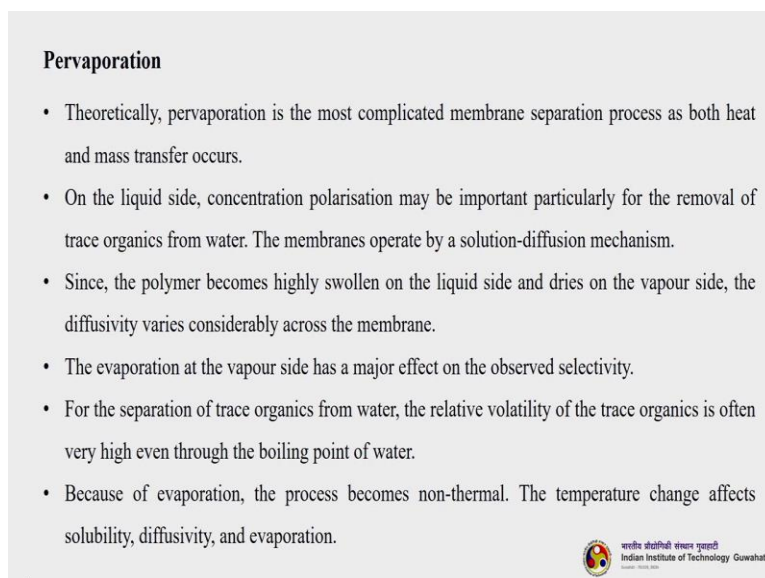 Pervaporation
• Theoretically, pervaporation is the most complicated membrane separation process as both heat
and mass transfer occurs.
• On the liquid side, concentration polarisation may be important particularly for the removal of
trace organics from water. The membranes operate by a solution-diffusion mechanism.
• Since, the polymer becomes highly swollen on the liquid side and dries on the vapour side, the
diffusivity varies considerably across the membrane.
• The evaporation at the vapour side has a major effect on the observed selectivity.
• For the separation of trace organics from water, the relative volatility of the trace organics is often
very high even through the boiling point of water.
• Because of evaporation, the process becomes non-thermal. The temperature change affects
solubility, diffusivity, and evaporation.
भारतीय प्रौद्योगिकी संस्थान गुवाहाटी
Indian Institute of Technology Guwahat